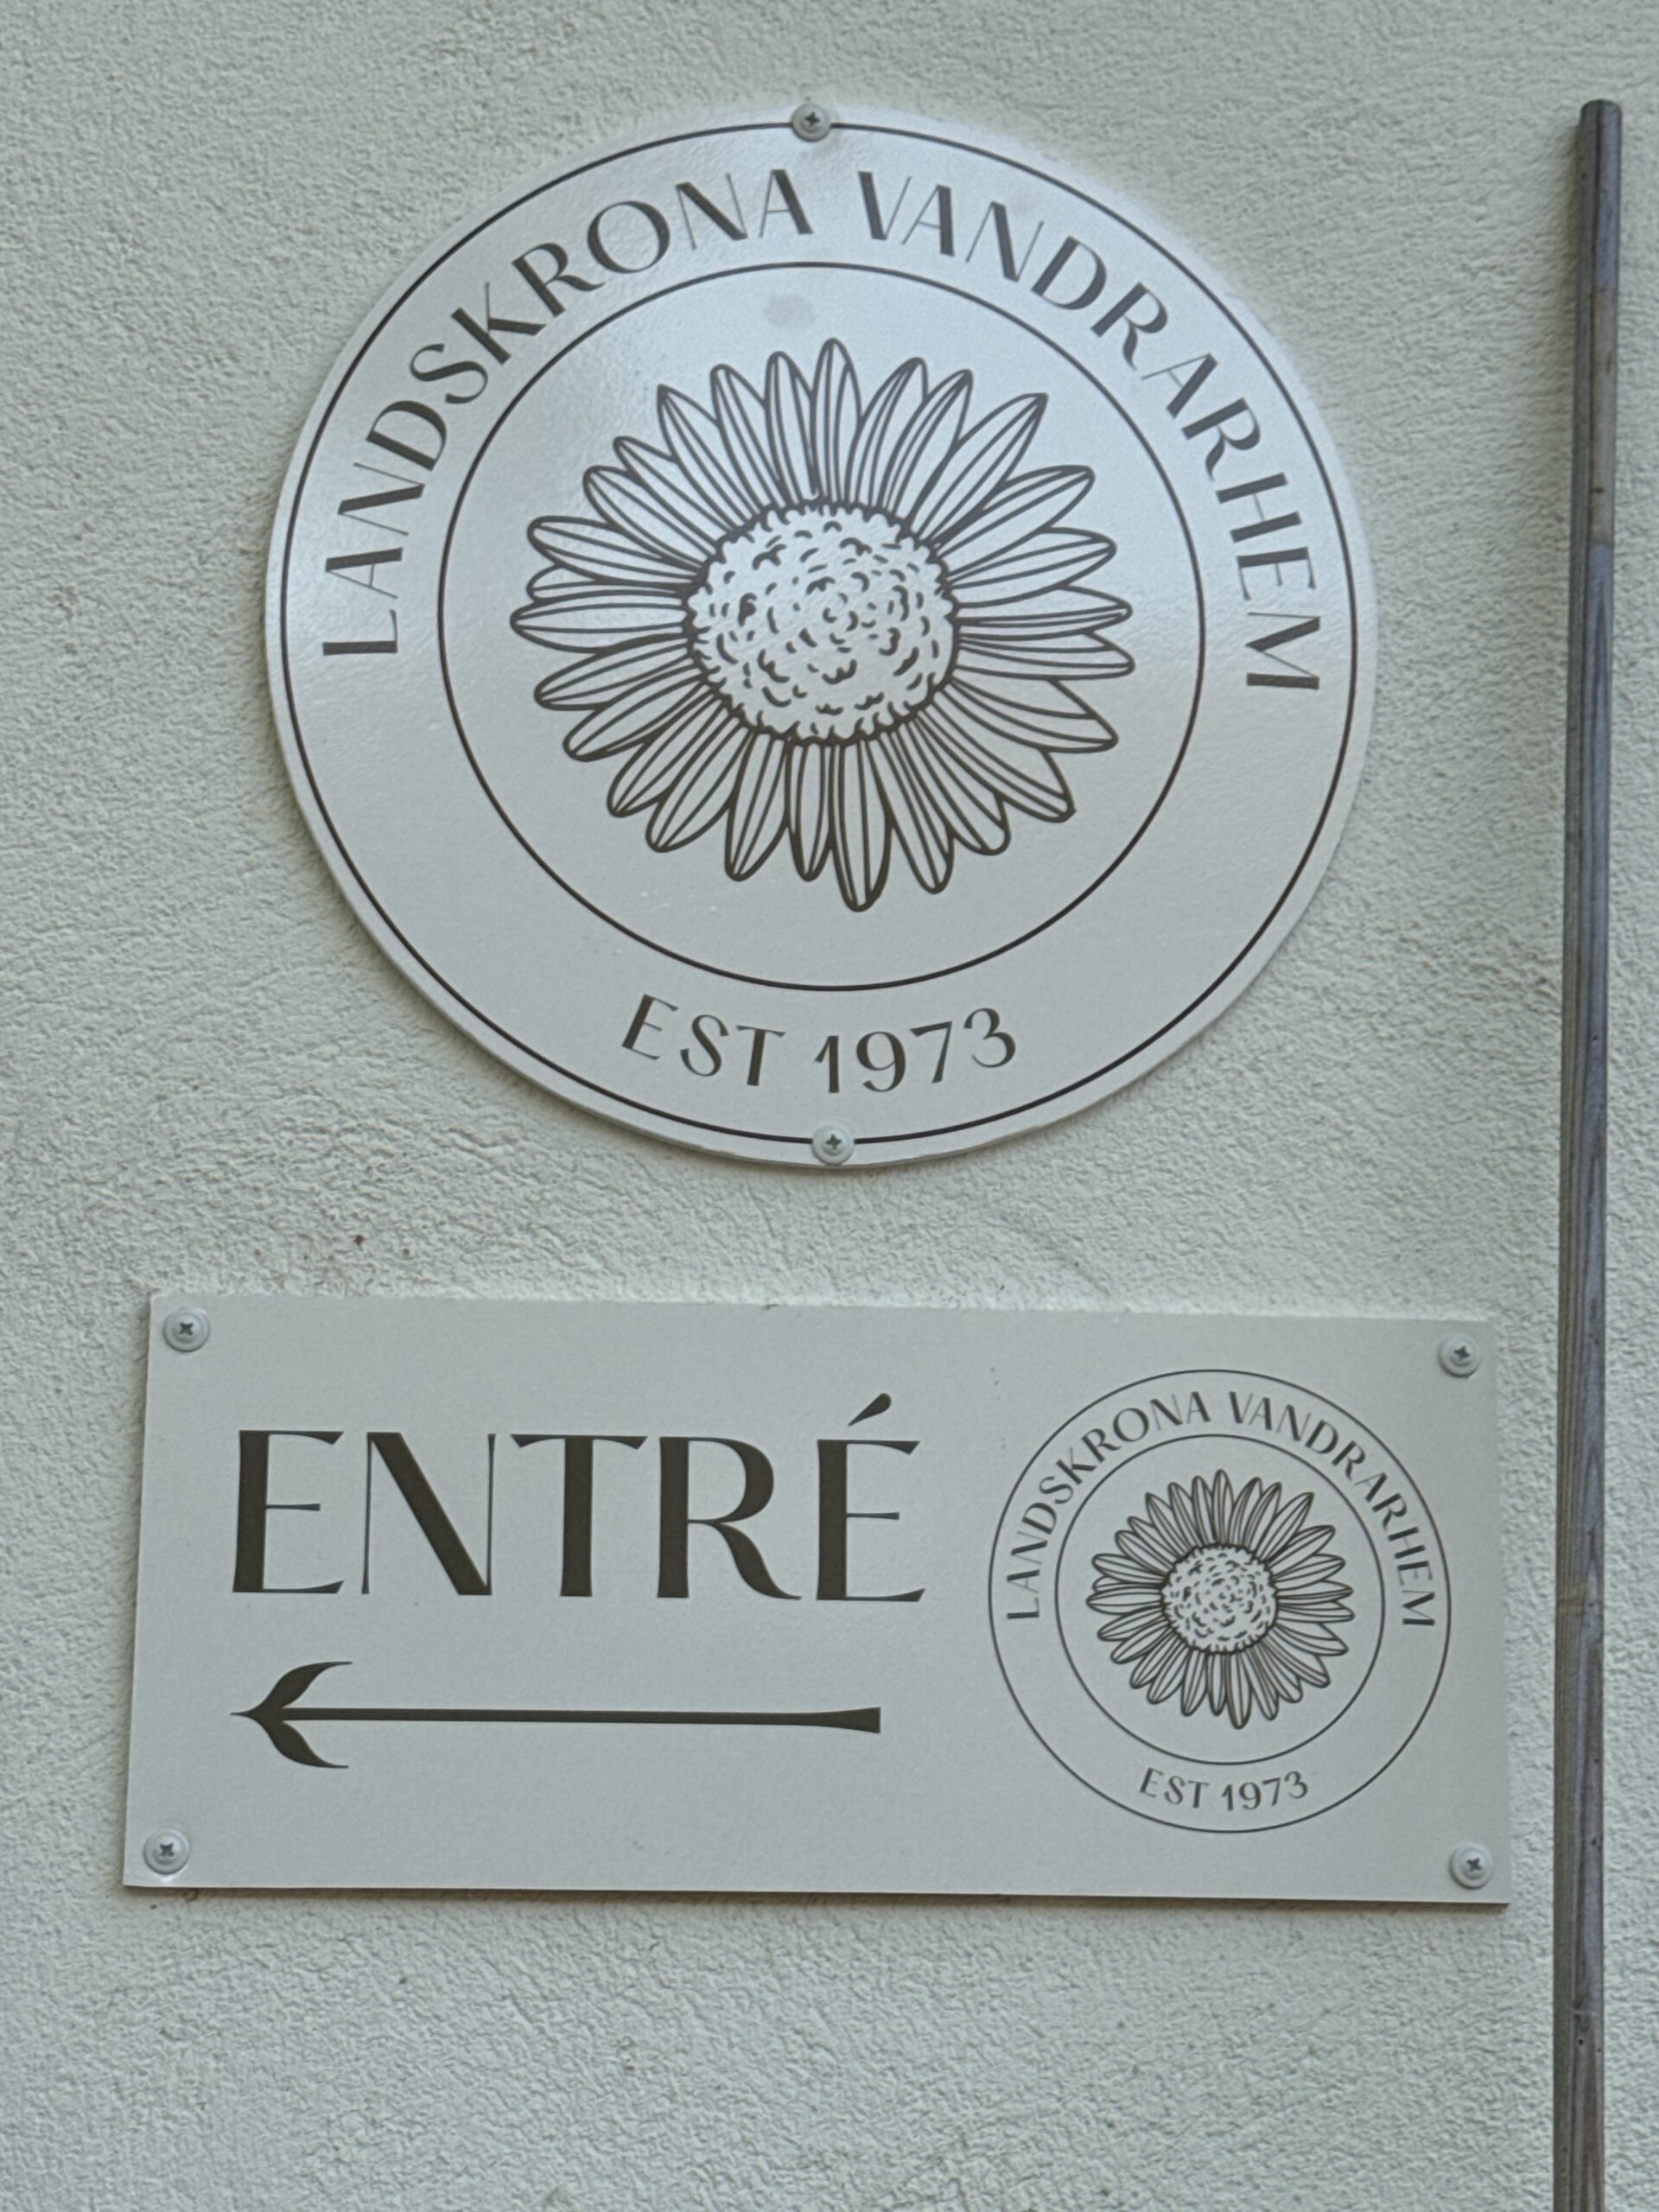 LANDSKRONA VANDRARHEM
EST 1973
ENTRÉ
LANDSKRONA VANDRARHEM
EST 1973